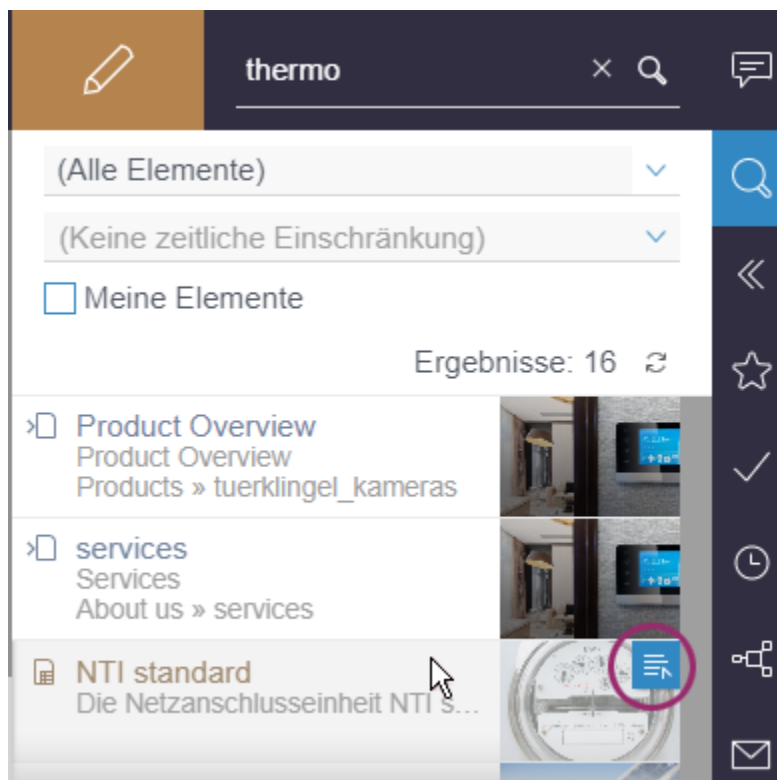 thermo
(Alle Elemente)
(Keine zeitliche Einschränkung)
Meine Elemente
Ergebnisse: 16
Product Overview
Product Overview
Products » tuerklingel_kameras
services
Services
About us » services
NTI standard
Die Netzanschlusseinheit NTI s...